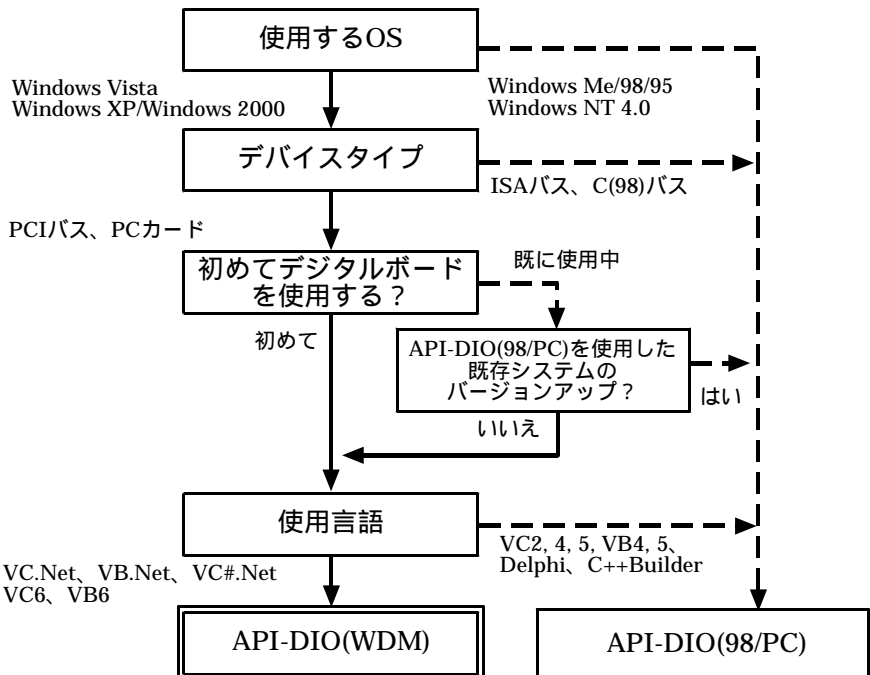 使用するOS
Windows Vista
Windows XP/Windows 2000
Windows Me/98/95
Windows NT 4.0
デバイスタイプ
ISAバス、C(98)バス
PCIバス、PCカード
初めてデジタルボード
を使用する？
既に使用中
初めて
API-DIO(98/PC)を使用した
既存システムの
バージョンアップ？
はい
いいえ
使用言語
VC2, 4, 5, VB4, 5、
Delphi、C++Builder
VC.Net、VB.Net、VC#.Net
VC6、VB6
API-DIO(WDM)
API-DIO(98/PC)